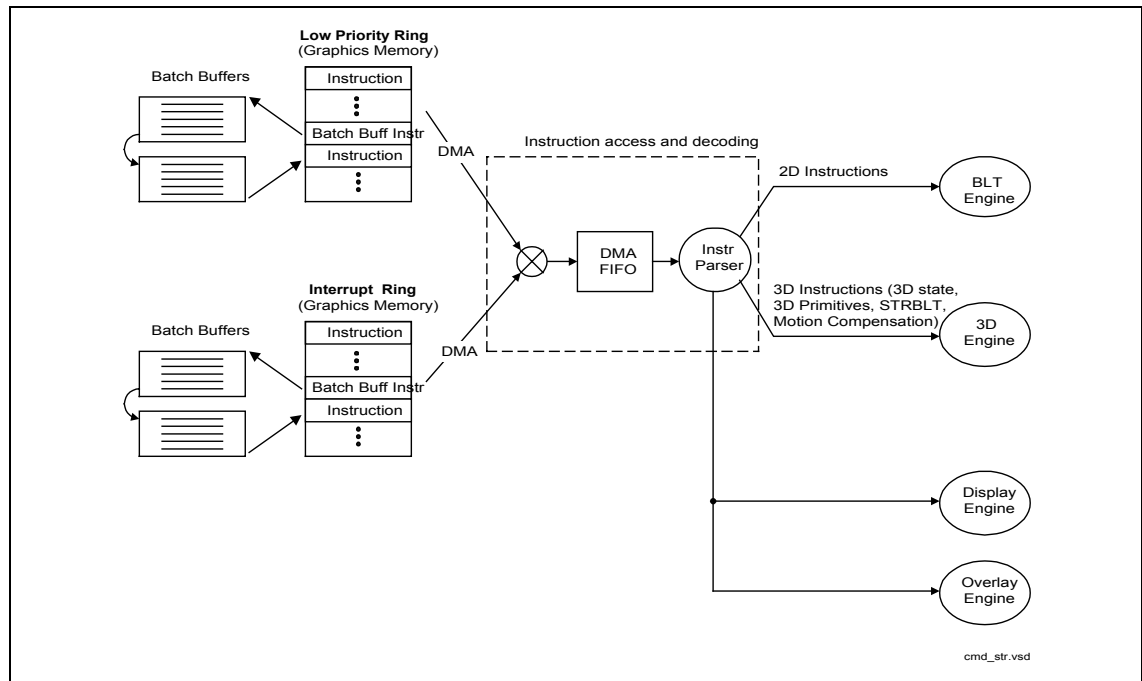 Low Priority Ring
(Graphics Memory)
Batch Buffers
Instruction
Batch Buff Instr
Instruction
DMA
Instruction access and decoding
2D Instructions
BLT
Engine
DMA
FIFO
Instr
Parser
3D Instructions (3D state,
3D Primitives, STRBLT,
Motion Compensation)
3D
Engine
Interrupt Ring
(Graphics Memory)
Batch Buffers
Instruction
Batch Buff Instr
Instruction
DMA
Display
Engine
Overlay
Engine
cmd_str.vsd